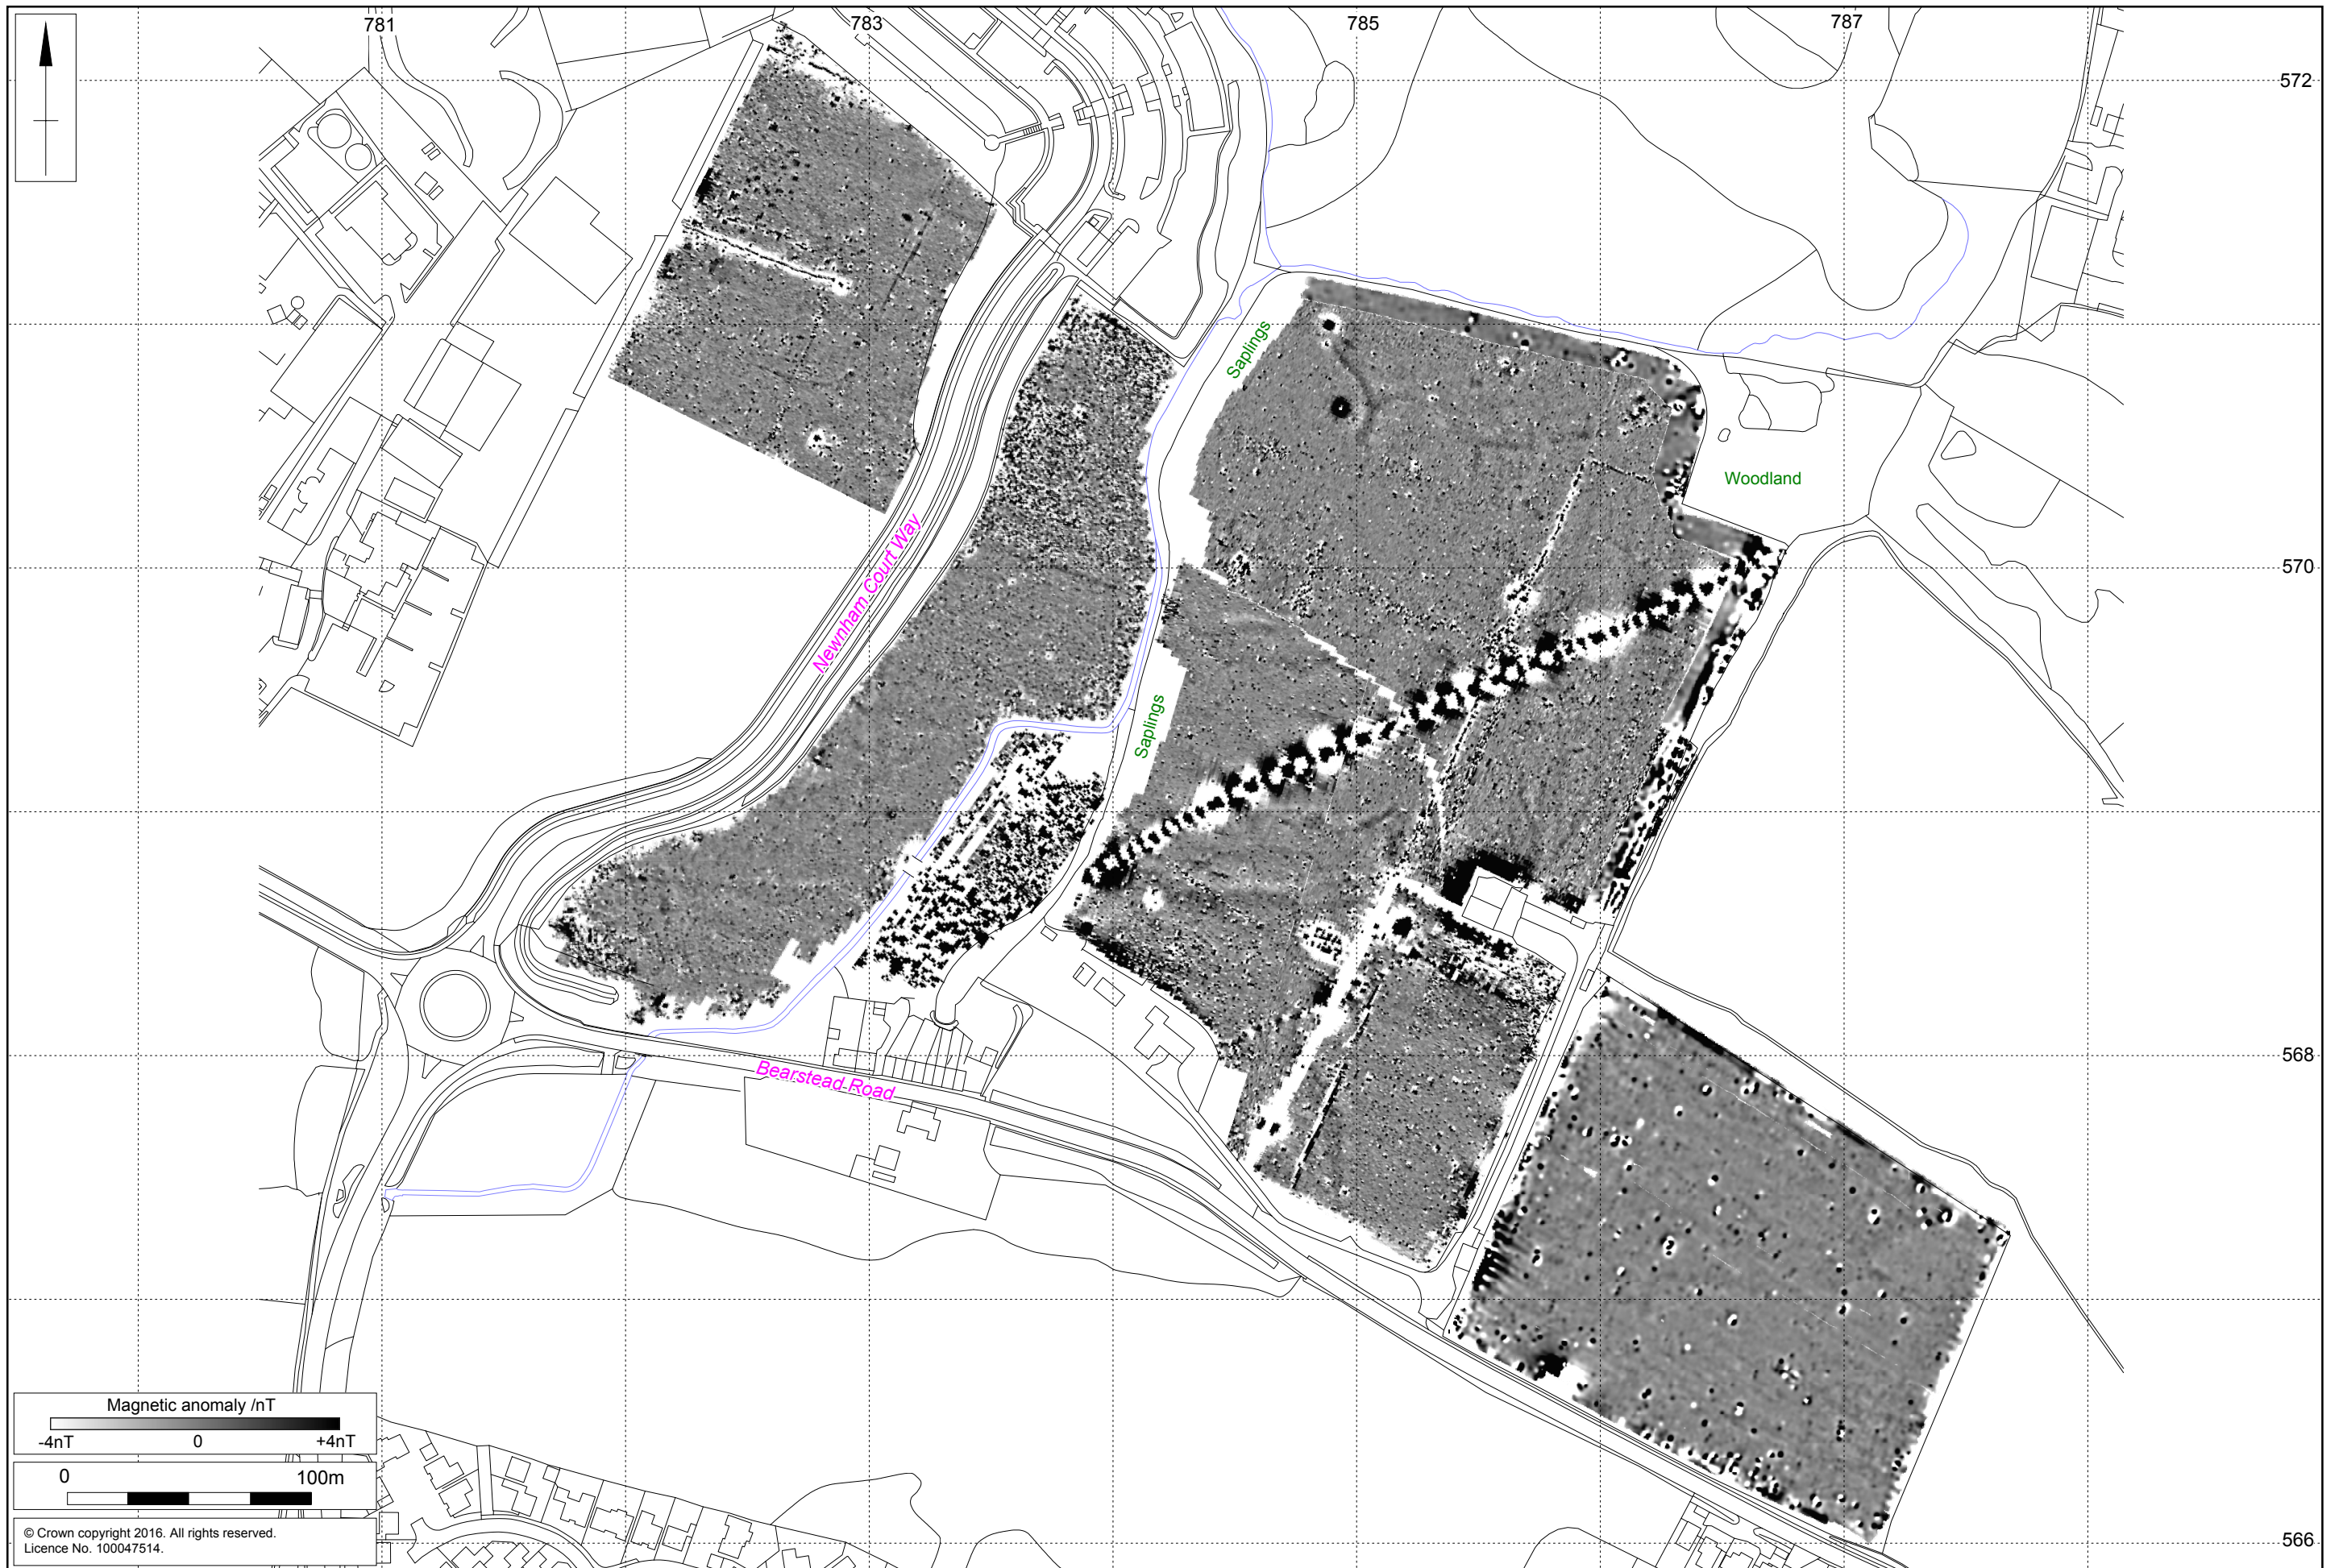 781
783
785
787
572
Saplings
Woodland
570
Newnham Court Way
Saplings
568
Bearstead Road
Magnetic anomaly /nT
-4nT 0 +4nT
0 100m
© Crown copyright 2016. All rights reserved.
Licence No. 100047514.
566